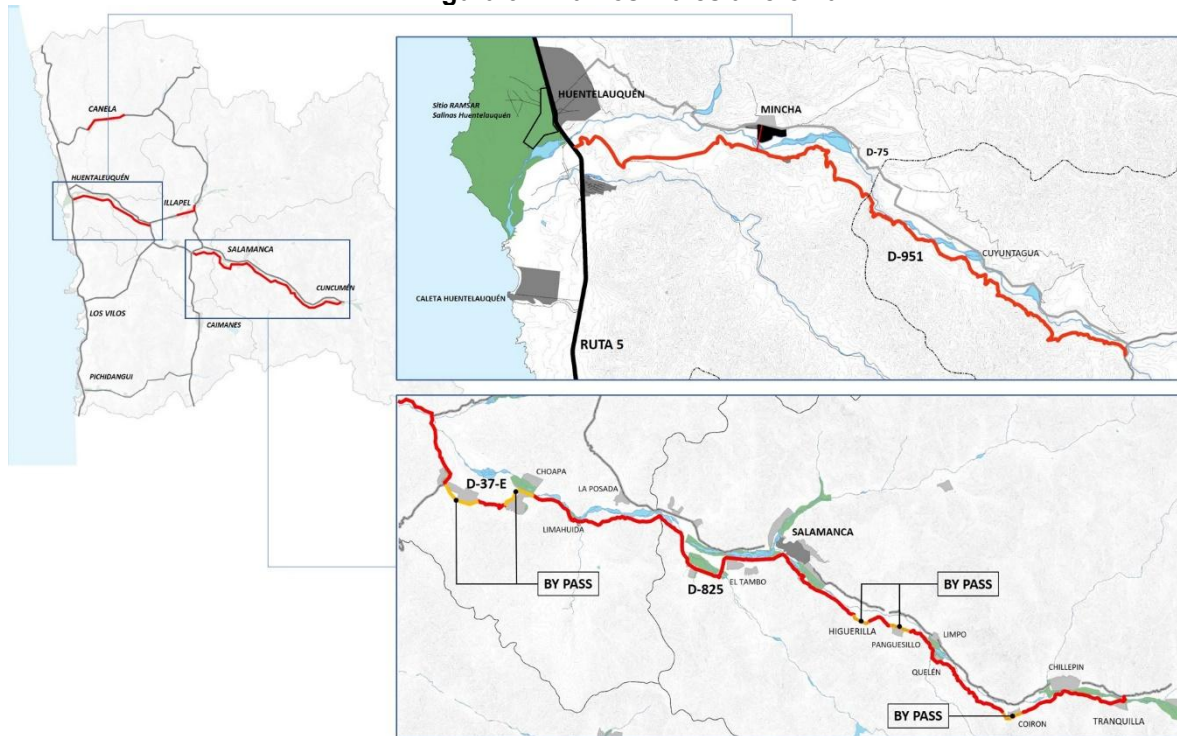 CANELA
HUENTALEUQUÉN
ILLAPEL
SALAMANCA
CUNCUMÉN
LOS VILOS
CAIMANES
PICHIDANGUI
HUENTELAUQUÉN
Sitio RAMSAR
Salinas Huentelauquén
MINCHA
D-75
D-951
CUYUNTAGUA
CALETA HUENTELAUQUÉN
RUTA 5
D-37-E
CHOAPA
LA POSADA
LIMAHUIDA
SALAMANCA
BY PASS
D-825
EL TAMBO
BY PASS
HIGUERILLA
PANGUESILLO
LIMPO
QUELÉN
CHILLEPIN
BY PASS
COIRON
TRANQUILLA